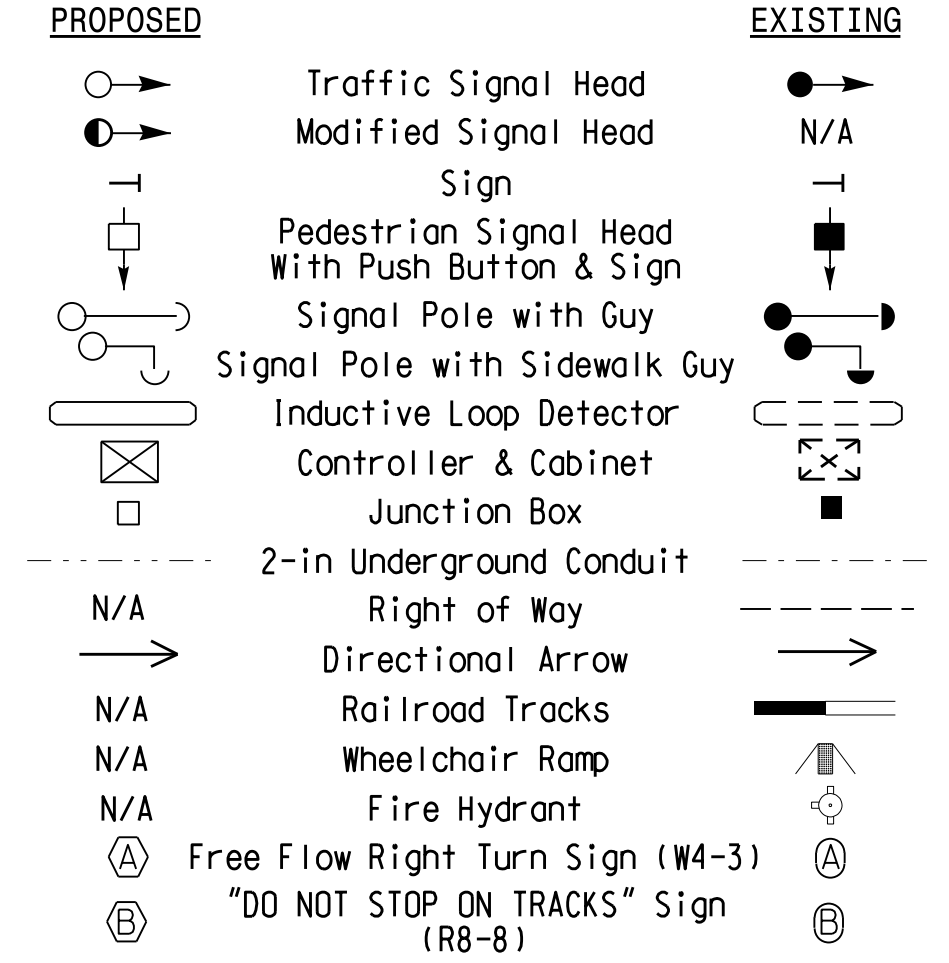 PROPOSED EXISTING
Traffic Signal Head
Modified Signal Head N/A
Sign
Pedestrian Signal Head
With Push Button & Sign
Signal Pole with Guy
Signal Pole with Sidewalk Guy
Inductive Loop Detector
Controller & Cabinet
Junction Box
2-in Underground Conduit
N/A Right of Way
Directional Arrow
N/A Railroad Tracks
N/A Wheelchair Ramp
N/A Fire Hydrant
A Free Flow Right Turn Sign (W4-3) A
"DO NOT STOP ON TRACKS" Sign
B (R8-8) B